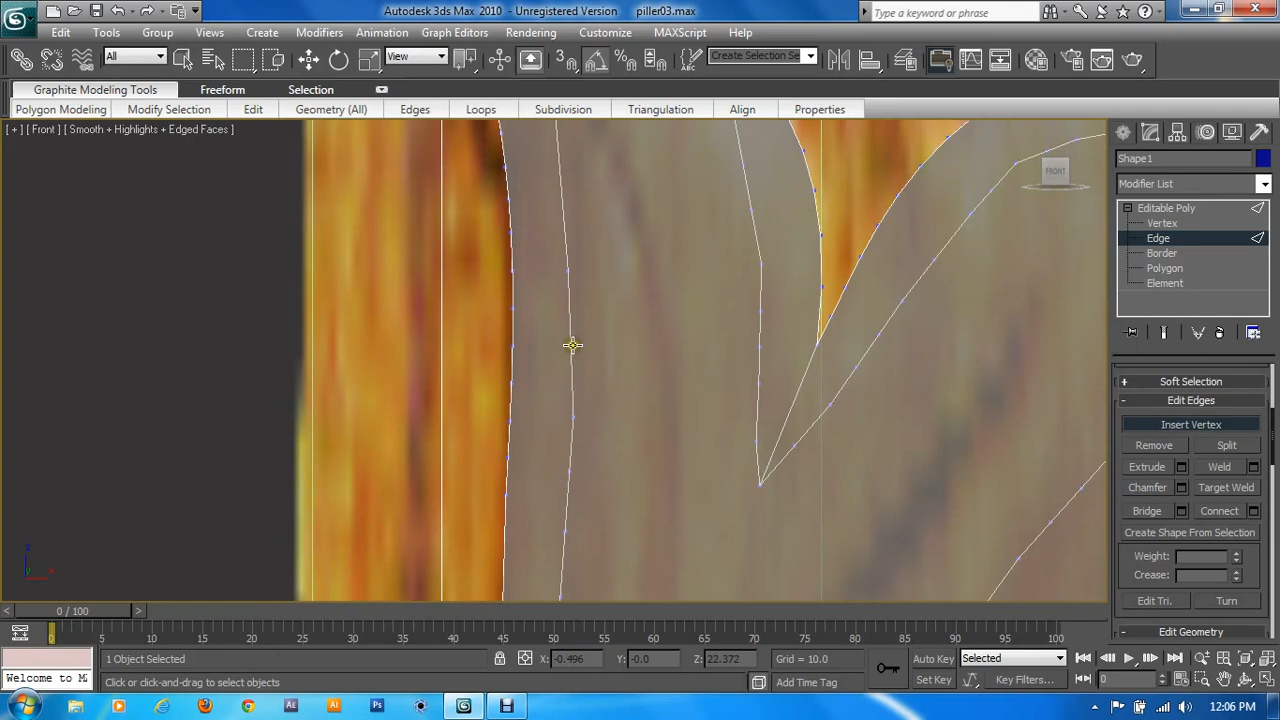 Autodesk 3ds Max 2010 - Unregistered Version piller03.max
Type a keyword or phrase
Edit Tools Group Views Create Modifiers Animation Graph Editors Rendering Customize MAXScript Help
All View 3 Create Selection Se
Graphite Modeling Tools Freeform Selection
Polygon Modeling Modify Selection Edit Geometry (All) Edges Loops Subdivision Triangulation Align Properties
[ + ] [ Front ] [ Smooth + Highlights + Edged Faces ]
FRONT
Shape1
Modifier List
Editable Poly
Vertex
Edge
Border
Polygon
Element
+ Soft Selection
- Edit Edges
Insert Vertex
Remove Split
Extrude Weld
Chamfer Target Weld
Bridge Connect
Create Shape From Selection
Weight:
Crease:
Edit Tri. Turn
- Edit Geometry
z
x
< 0 / 100 >
0 5 10 15 20 25 30 35 40 45 50 55 60 65 70 75 80 85 90 95 100
Welcome to M
1 Object Selected X: -0.496 Y: -0.0 Z: 22.372 Grid = 10.0
Click or click-and-drag to select objects Add Time Tag
Auto Key Selected
Set Key Key Filters... 0
Ae Ai Ps
12:06 PM